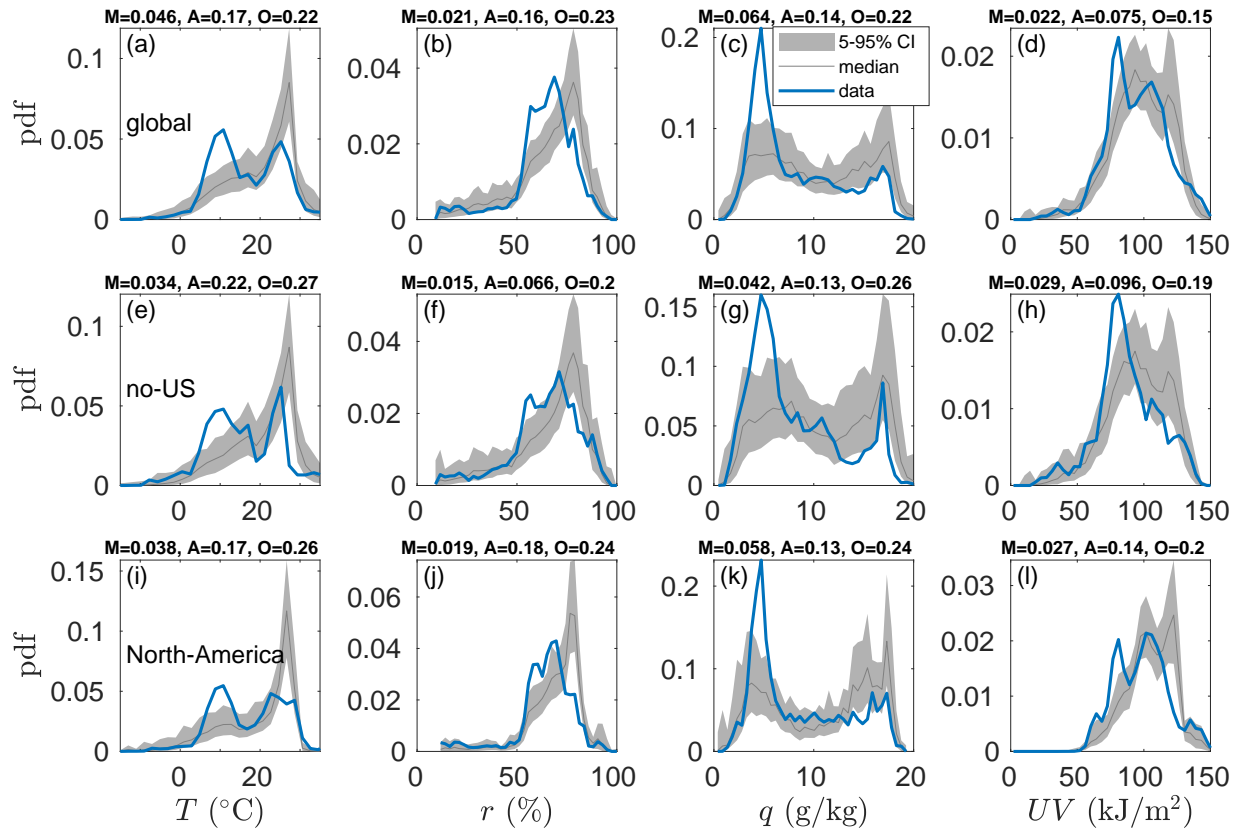 M=0.046, A=0.17, O=0.22
M=0.021, A=0.16, O=0.23
M=0.064, A=0.14, O=0.22
M=0.022, A=0.075, O=0.15
(a)
(b)
(c)
(d)
5-95% CI
median
data
global
pdf
0.1
0.05
0
0.04
0.02
0
0.2
0.1
0
0.02
0.01
0
0 20
0 50 100
0 10 20
0 50 100 150
M=0.034, A=0.22, O=0.27
M=0.015, A=0.066, O=0.2
M=0.042, A=0.13, O=0.26
M=0.029, A=0.096, O=0.19
(e)
(f)
(g)
(h)
no-US
pdf
0.1
0.05
0
0.04
0.02
0
0.15
0.1
0.05
0
0.02
0.01
0
0 20
0 50 100
0 10 20
0 50 100 150
M=0.038, A=0.17, O=0.26
M=0.019, A=0.18, O=0.24
M=0.058, A=0.13, O=0.24
M=0.027, A=0.14, O=0.2
(i)
(j)
(k)
(l)
North-America
pdf
0.15
0.1
0.05
0
0.06
0.04
0.02
0
0.2
0.1
0
0.03
0.02
0.01
0
0 20
0 50 100
0 10 20
0 50 100 150
T (°C)
r (%)
q (g/kg)
UV (kJ/m²)